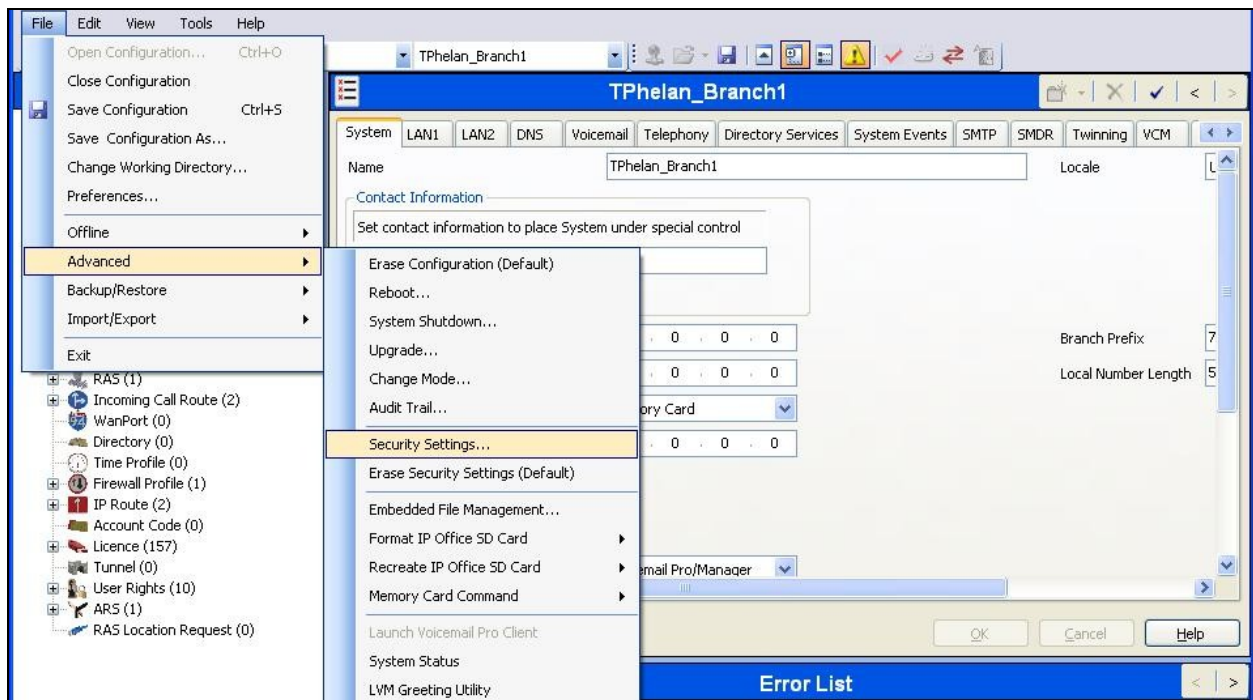 File Edit View Tools Help
Open Configuration... Ctrl+O
Close Configuration
Save Configuration Ctrl+S
Save Configuration As...
Change Working Directory...
Preferences...
Offline
Advanced
Backup/Restore
Import/Export
Exit
RAS (1)
Incoming Call Route (2)
WanPort (0)
Directory (0)
Time Profile (0)
Firewall Profile (1)
IP Route (2)
Account Code (0)
Licence (157)
Tunnel (0)
User Rights (10)
ARS (1)
RAS Location Request (0)
Erase Configuration (Default)
Reboot...
System Shutdown...
Upgrade...
Change Mode...
Audit Trail...
Security Settings...
Erase Security Settings (Default)
Embedded File Management...
Format IP Office SD Card
Recreate IP Office SD Card
Memory Card Command
Launch Voicemail Pro Client
System Status
LVM Greeting Utility
TPhelan_Branch1
TPhelan_Branch1
System LAN1 LAN2 DNS Voicemail Telephony Directory Services System Events SMTP SMDR Twinning VCM
Name TPhelan_Branch1 Locale
Contact Information
Set contact information to place System under special control
. 0 . 0 . 0 Branch Prefix 7
. 0 . 0 . 0 Local Number Length 5
ory Card
. 0 . 0 . 0
email Pro/Manager
OK Cancel Help
Error List